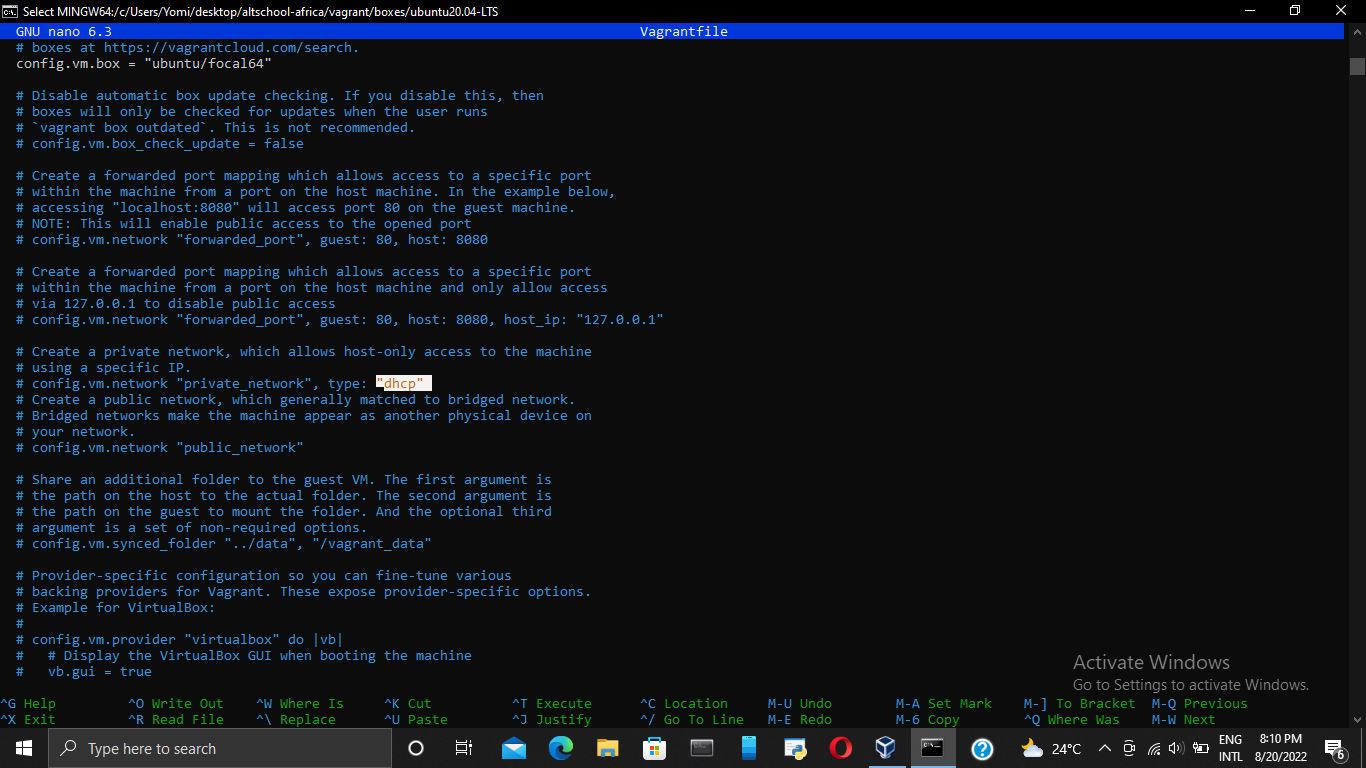 Select MINGW64:/c/Users/Yomi/desktop/altschool-africa/vagrant/boxes/ubuntu20.04-LTS
GNU nano 6.3 Vagrantfile
# boxes at https://vagrantcloud.com/search.
config.vm.box = "ubuntu/focal64"
# Disable automatic box update checking. If you disable this, then
# boxes will only be checked for updates when the user runs
# `vagrant box outdated`. This is not recommended.
# config.vm.box_check_update = false
# Create a forwarded port mapping which allows access to a specific port
# within the machine from a port on the host machine. In the example below,
# accessing "localhost:8080" will access port 80 on the guest machine.
# NOTE: This will enable public access to the opened port
# config.vm.network "forwarded_port", guest: 80, host: 8080
# Create a forwarded port mapping which allows access to a specific port
# within the machine from a port on the host machine and only allow access
# via 127.0.0.1 to disable public access
# config.vm.network "forwarded_port", guest: 80, host: 8080, host_ip: "127.0.0.1"
# Create a private network, which allows host-only access to the machine
# using a specific IP.
# config.vm.network "private_network", type: "dhcp"
# Create a public network, which generally matched to bridged network.
# Bridged networks make the machine appear as another physical device on
# your network.
# config.vm.network "public_network"
# Share an additional folder to the guest VM. The first argument is
# the path on the host to the actual folder. The second argument is
# the path on the guest to mount the folder. And the optional third
# argument is a set of non-required options.
# config.vm.synced_folder "../data", "/vagrant_data"
# Provider-specific configuration so you can fine-tune various
# backing providers for Vagrant. These expose provider-specific options.
# Example for VirtualBox:
#
# config.vm.provider "virtualbox" do |vb|
#   # Display the VirtualBox GUI when booting the machine
#   vb.gui = true
Activate Windows
Go to Settings to activate Windows.
^G Help ^O Write Out ^W Where Is ^K Cut ^T Execute ^C Location M-U Undo M-A Set Mark M-] To Bracket M-Q Previous
^X Exit ^R Read File ^\ Replace ^U Paste ^J Justify ^/ Go To Line M-E Redo M-6 Copy ^Q Where Was M-W Next
Type here to search
24°C
ENG
INTL
8:10 PM
8/20/2022
6